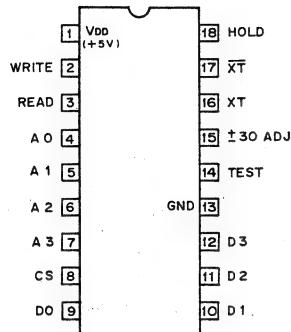 1 VDD (+5V)
18 HOLD
WRITE 2
17 X̅T̅
READ 3
16 XT
A0 4
15 ±30 ADJ
A1 5
14 TEST
A2 6
GND 13
A3 7
12 D3
CS 8
11 D2
D0 9
10 D1